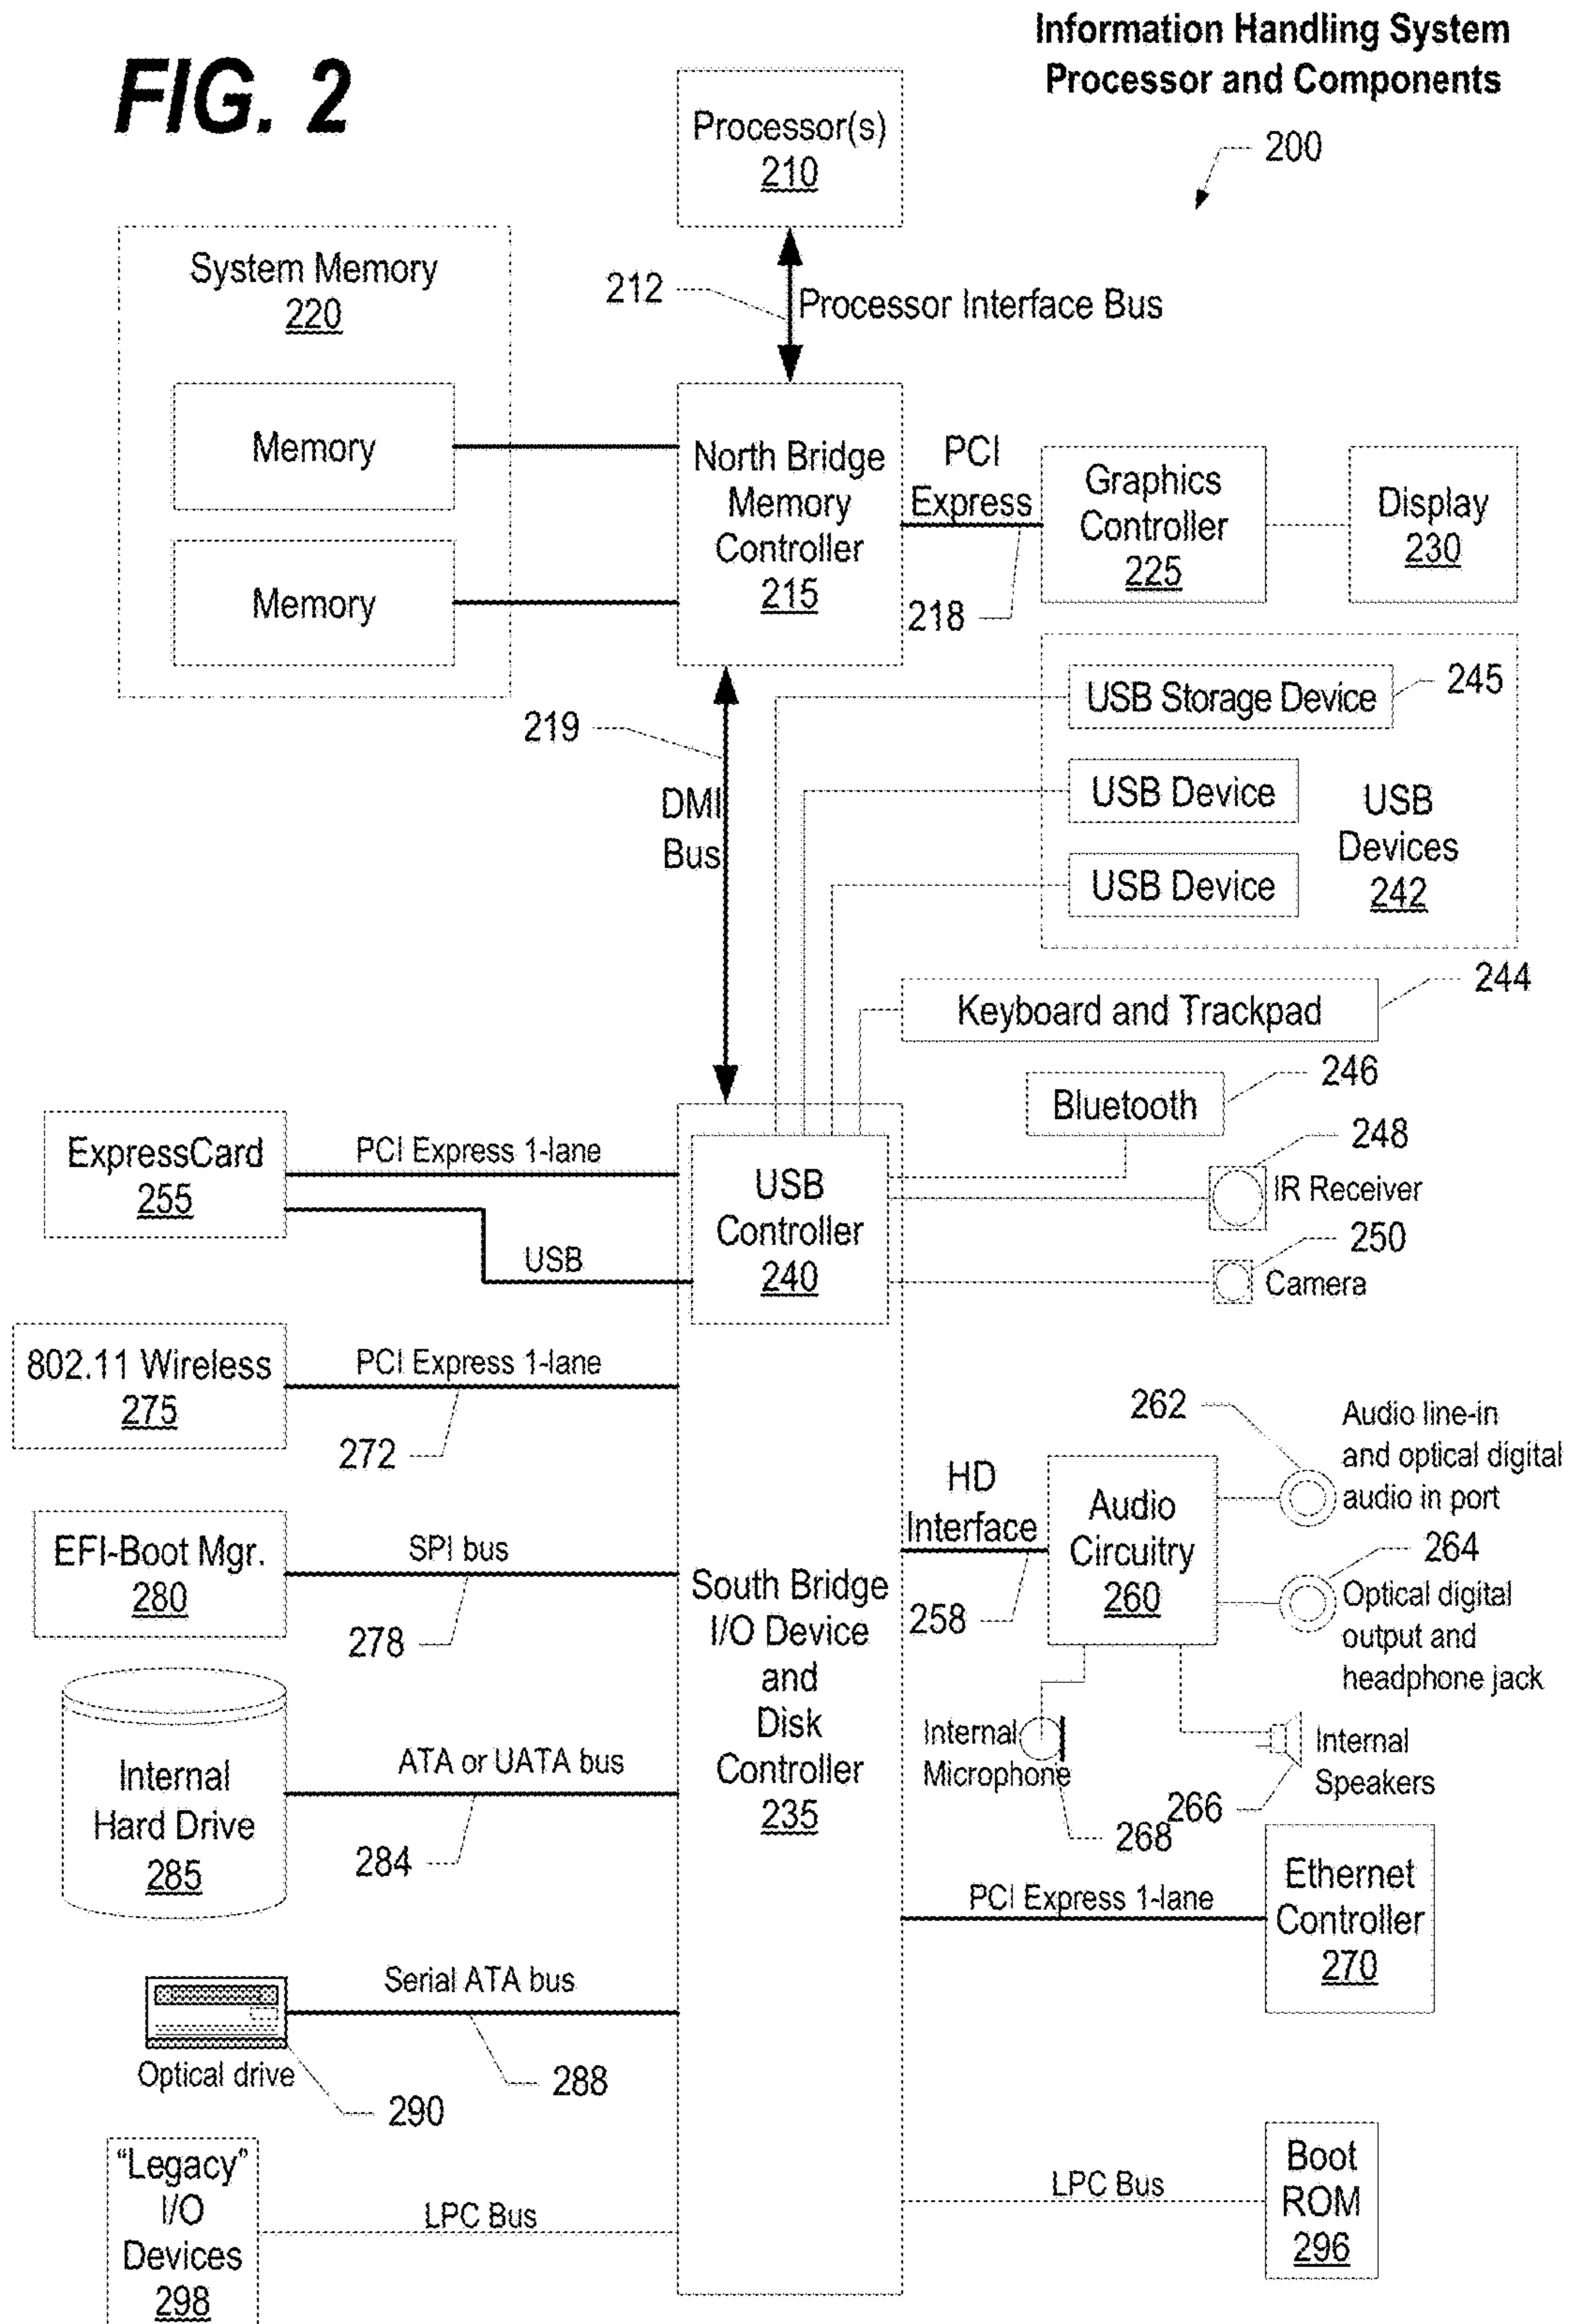 Information Handling System
Processor and Components
FIG. 2
200
Processor(s)
210
System Memory
220
212
Processor Interface Bus
Memory
Memory
North Bridge
Memory
Controller
215
PCI
Express
218
Graphics
Controller
225
Display
230
219
DMI
Bus
USB Storage Device
245
USB Device
USB Device
USB
Devices
242
244
Keyboard and Trackpad
246
Bluetooth
248
IR Receiver
250
Camera
ExpressCard
255
PCI Express 1-lane
USB
USB
Controller
240
802.11 Wireless
275
PCI Express 1-lane
272
262
Audio line-in
and optical digital
audio in port
HD
Interface
258
Audio
Circuitry
260
264
Optical digital
output and
headphone jack
EFI-Boot Mgr.
280
SPI bus
278
South Bridge
I/O Device
and
Disk
Controller
235
Internal
Microphone
268
Internal
Speakers
266
Internal
Hard Drive
285
ATA or UATA bus
284
PCI Express 1-lane
Ethernet
Controller
270
Serial ATA bus
288
Optical drive
290
"Legacy"
I/O
Devices
298
LPC Bus
LPC Bus
Boot
ROM
296